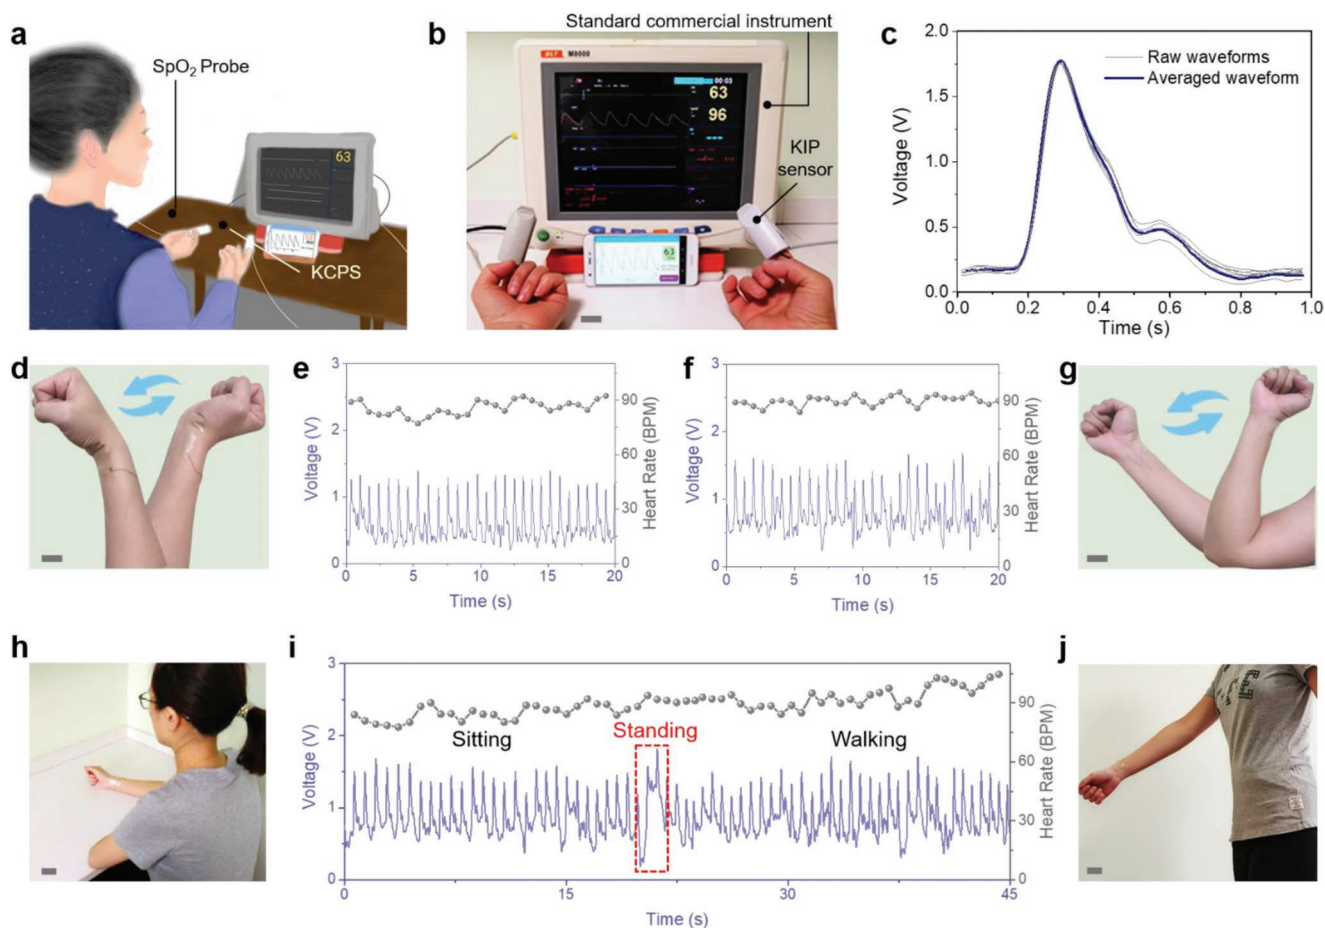 a
SpO2 Probe
63
KCPS
b
Standard commercial instrument
BLT M8000
00:03
63
96
KIP
sensor
63
c
Voltage (V)
2.0
1.5
1.0
0.5
0.0
Raw waveforms
Averaged waveform
0.0 0.2 0.4 0.6 0.8 1.0
Time (s)
d
e
Voltage (V)
3
2
1
0
90
60
30
0
Heart Rate (BPM)
0 5 10 15 20
Time (s)
f
Voltage (V)
3
2
1
0
90
60
30
0
Heart Rate (BPM)
0 5 10 15 20
Time (s)
g
h
i
Voltage (V)
3
2
1
0
Sitting
Standing
Walking
90
60
30
0
Heart Rate (BPM)
0 15 30 45
Time (s)
j